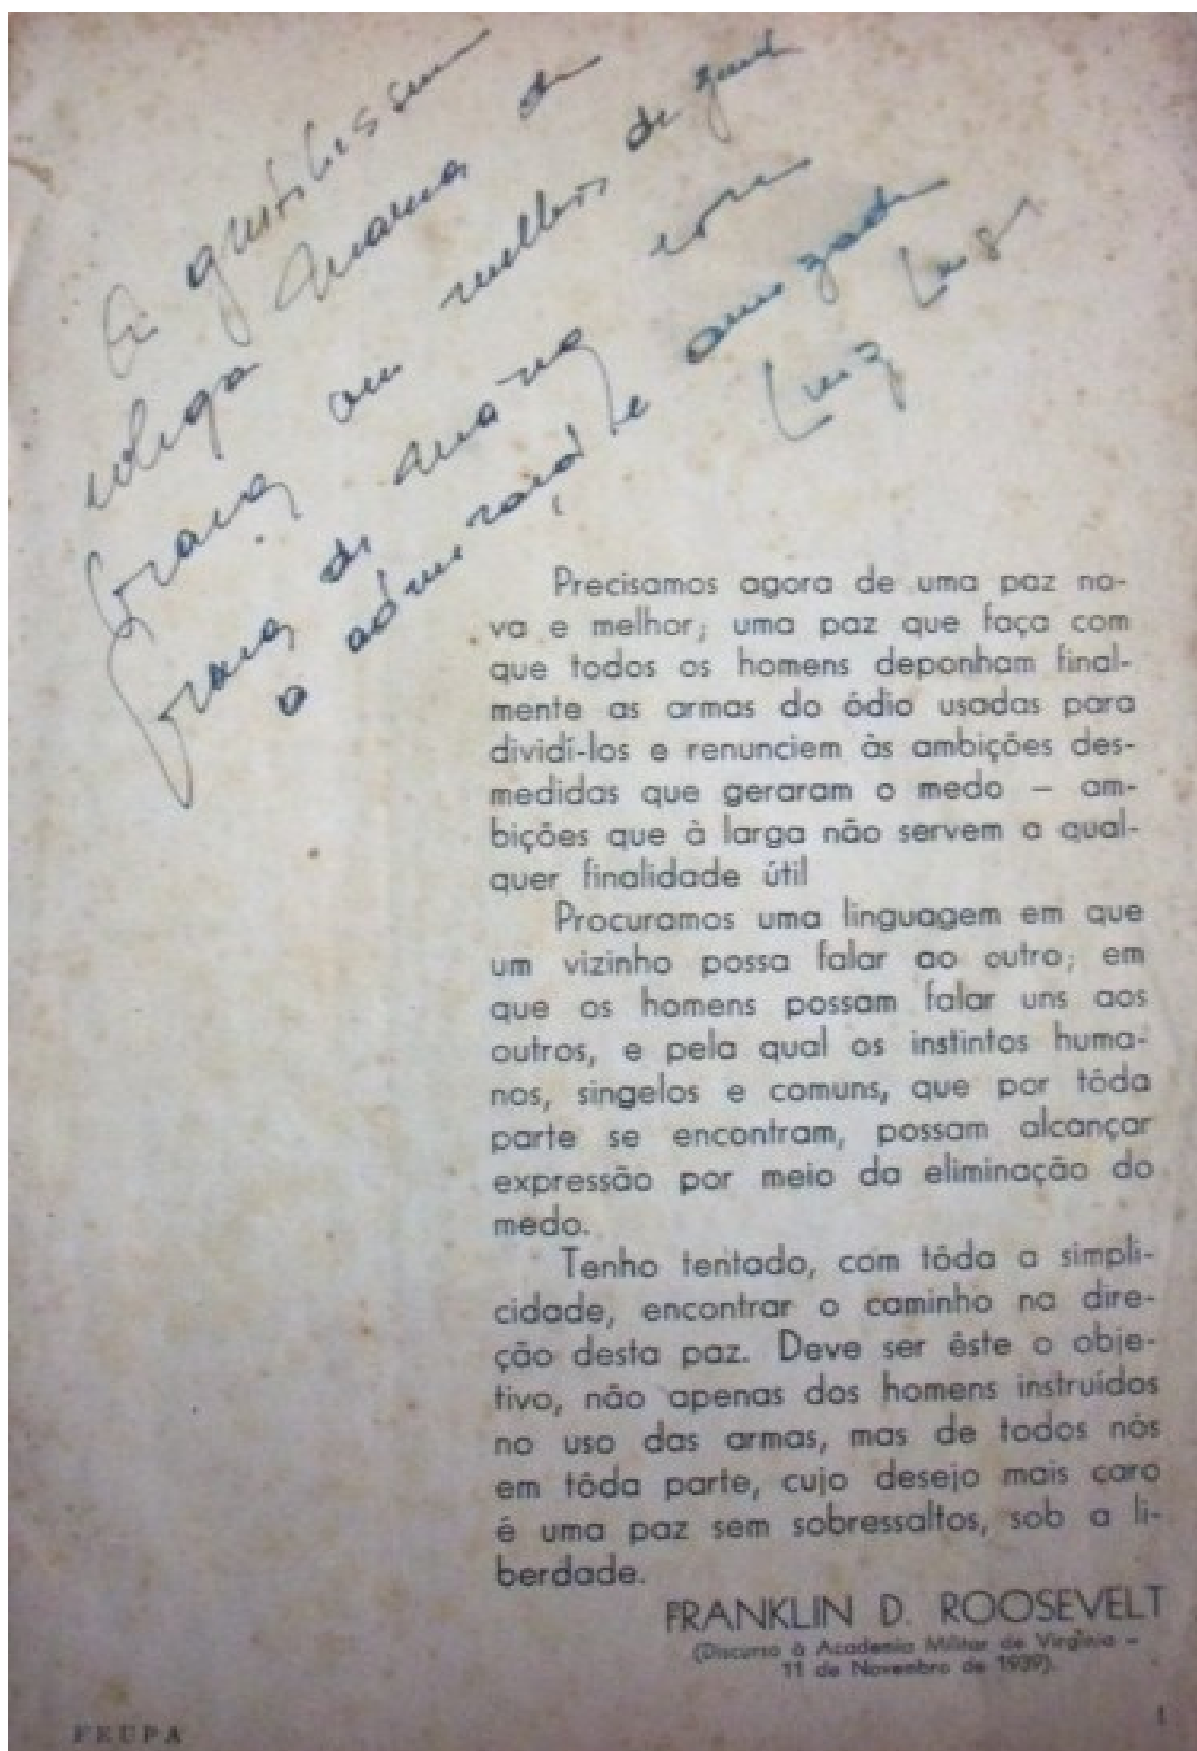 colega
a admiração e amizade
Luiz
Precisamos agora de uma paz no-
va e melhor; uma paz que faça com
que todos os homens deponham final-
mente as armas do ódio usadas para
dividí-los e renunciem às ambições des-
medidas que geraram o medo — am-
bições que à larga não servem a qual-
quer finalidade útil
Procuramos uma linguagem em que
um vizinho possa falar ao outro; em
que os homens possam falar uns aos
outros, e pela qual os instintos huma-
nos, singelos e comuns, que por tôda
parte se encontram, possam alcançar
expressão por meio da eliminação do
medo.
Tenho tentado, com tôda a simpli-
cidade, encontrar o caminho na dire-
ção desta paz. Deve ser êste o obje-
tivo, não apenas dos homens instruídos
no uso das armas, mas de todos nós
em tôda parte, cujo desejo mais caro
é uma paz sem sobressaltos, sob a li-
berdade.
FRANKLIN D. ROOSEVELT
(Discurso à Academia Militar de Virgínia —
11 de Novembro de 1939).
FEUPA
1